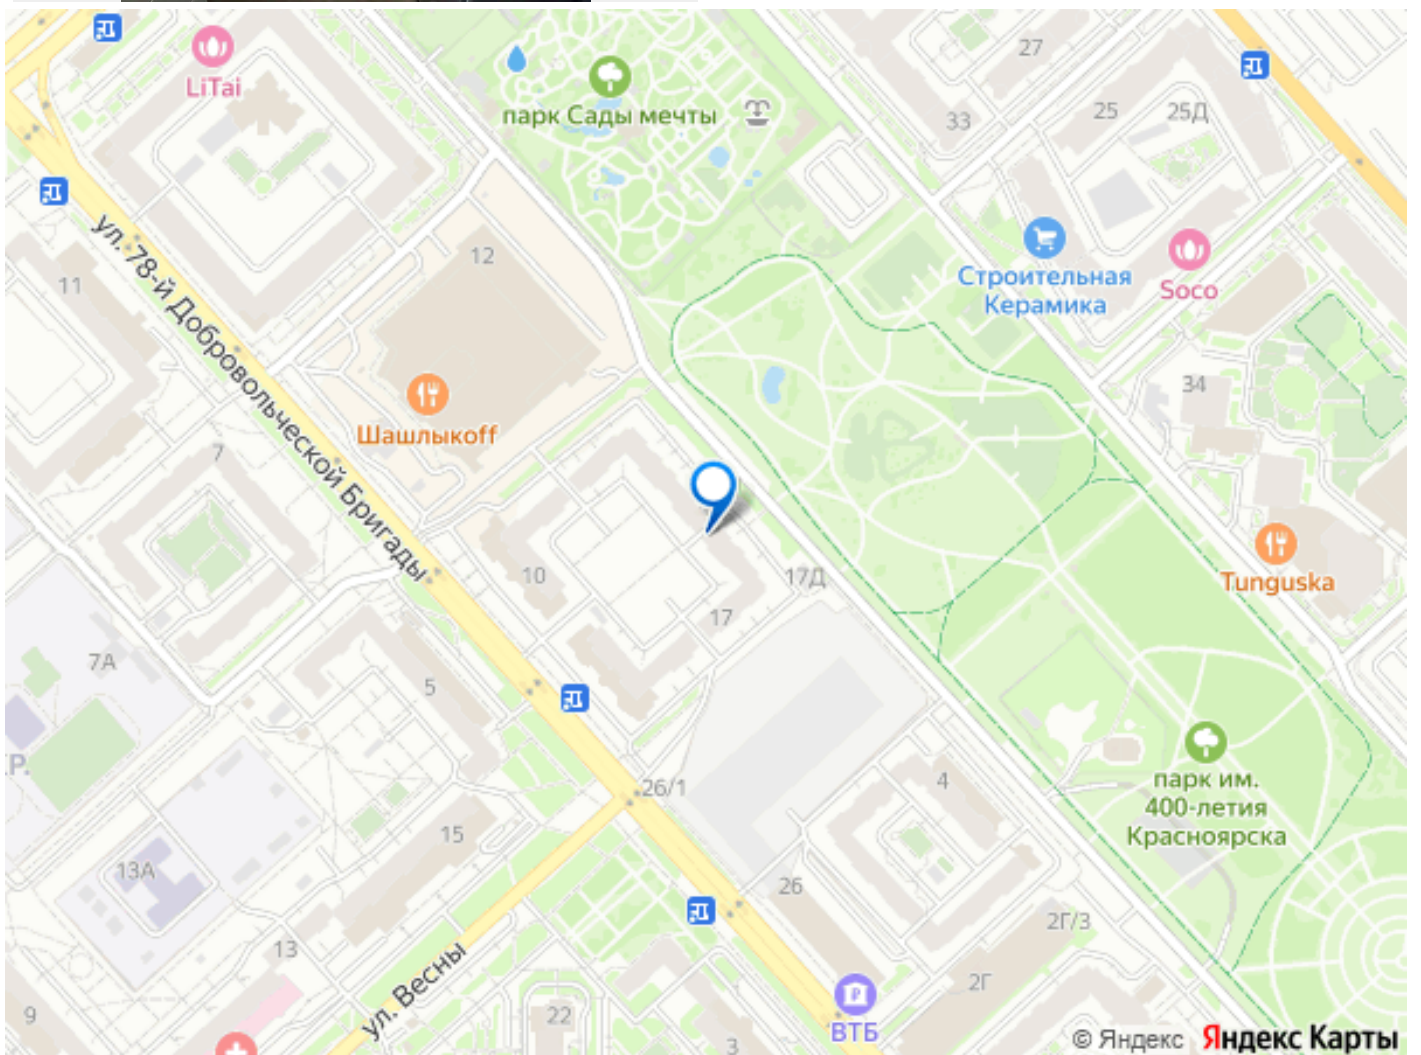 LiTai
парк Сады мечты
27
33
25
25Д
12
11
ул. 78-й Добровольческой Бригады
Строительная
Керамика
Soco
34
Шашлыкоff
7
10
17Д
17
Tunguska
7А
5
Р.
26/1
4
парк им.
400-летия
Красноярска
15
13А
26
2Г/3
13
2Г
ул. Весны
9
22
3
ВТБ
© Яндекс Яндекс Карты